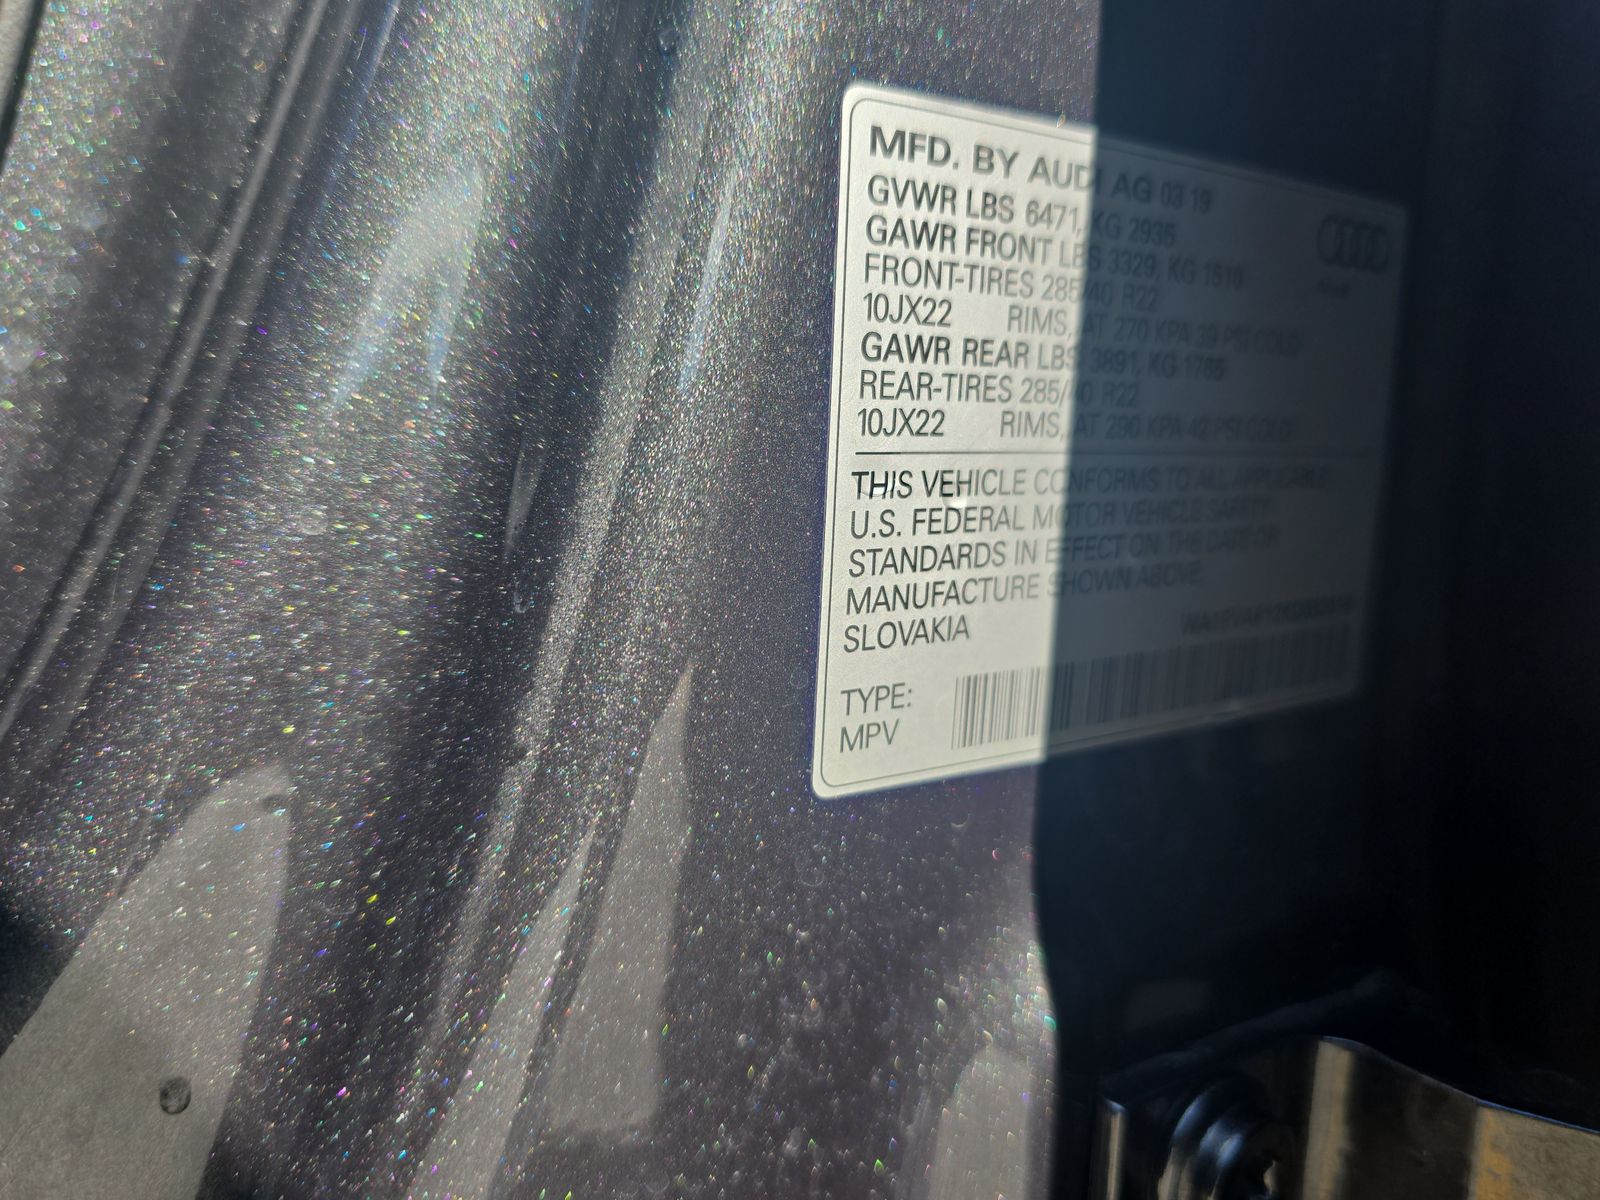 MFD. BY AUDI AG 03 19
GVWR LBS 6471, KG 2935
GAWR FRONT LBS 3329, KG 1510
FRONT-TIRES 285/40 R22
10JX22 RIMS, AT 270 KPA 39 PSI COLD
GAWR REAR LBS 3891, KG 1765
REAR-TIRES 285/40 R22
10JX22 RIMS, AT 290 KPA 42 PSI COLD
THIS VEHICLE CONFORMS TO ALL APPLICABLE
U.S. FEDERAL MOTOR VEHICLE SAFETY
STANDARDS IN EFFECT ON THE DATE OF
MANUFACTURE SHOWN ABOVE
SLOVAKIA
TYPE:
MPV